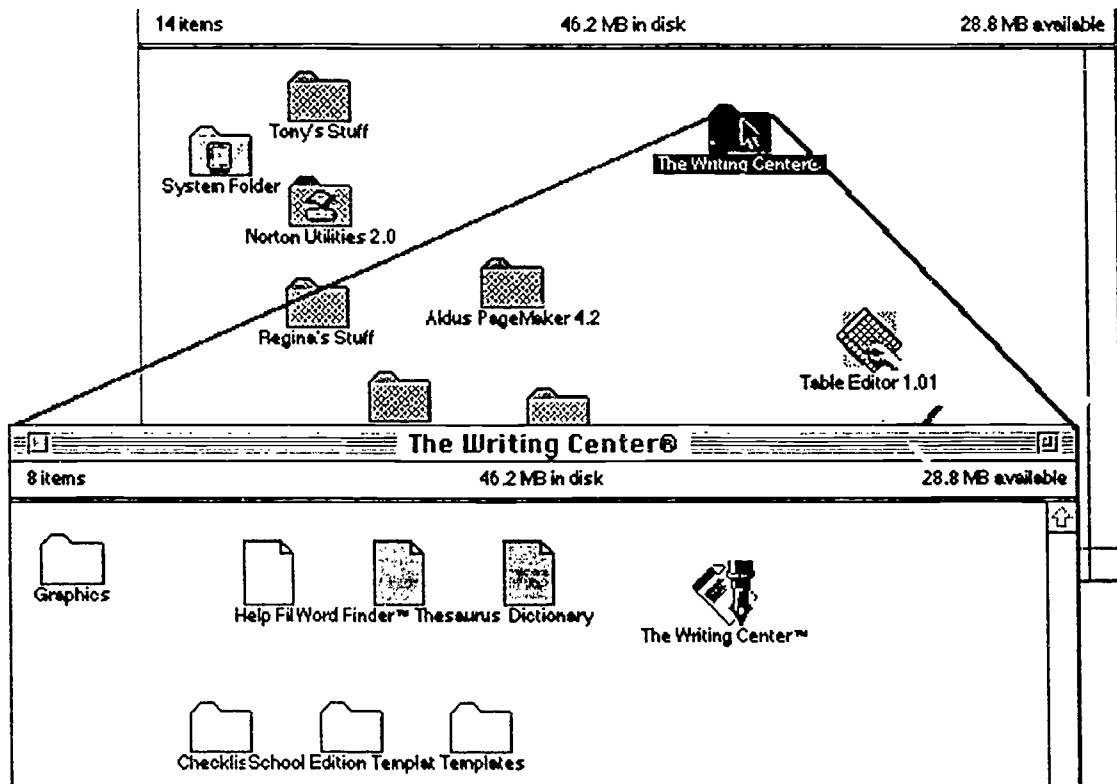 14 items 46.2 MB in disk 28.8 MB available
Tony's Stuff
The Writing Center®
System Folder
Norton Utilities 2.0
Aldus PageMaker 4.2
Regina's Stuff
Table Editor 1.01
The Writing Center®
8 items 46.2 MB in disk 28.8 MB available
Graphics
Help Fil Word Finder™ Thesaurus Dictionary
The Writing Center™
Checklis School Edition Templat Templates